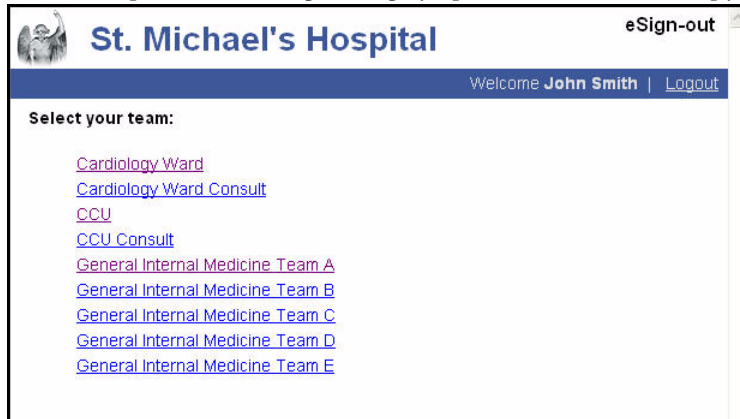 eSign-out
St. Michael's Hospital
Welcome John Smith | Logout
Select your team:
Cardiology Ward
Cardiology Ward Consult
CCU
CCU Consult
General Internal Medicine Team A
General Internal Medicine Team B
General Internal Medicine Team C
General Internal Medicine Team D
General Internal Medicine Team E